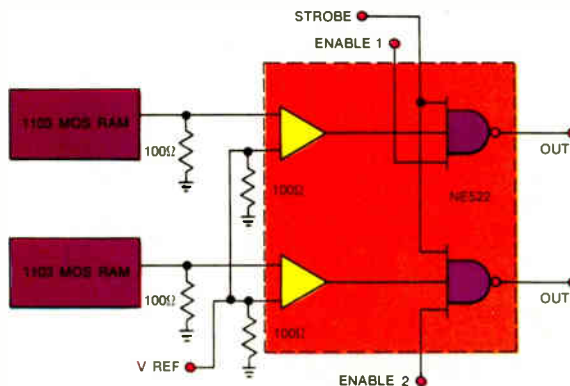 STROBE
ENABLE 1
1103 MOS RAM
100Ω
OUT
100Ω
NE522
1103 MOS RAM
100Ω
OUT
100Ω
V REF
ENABLE 2